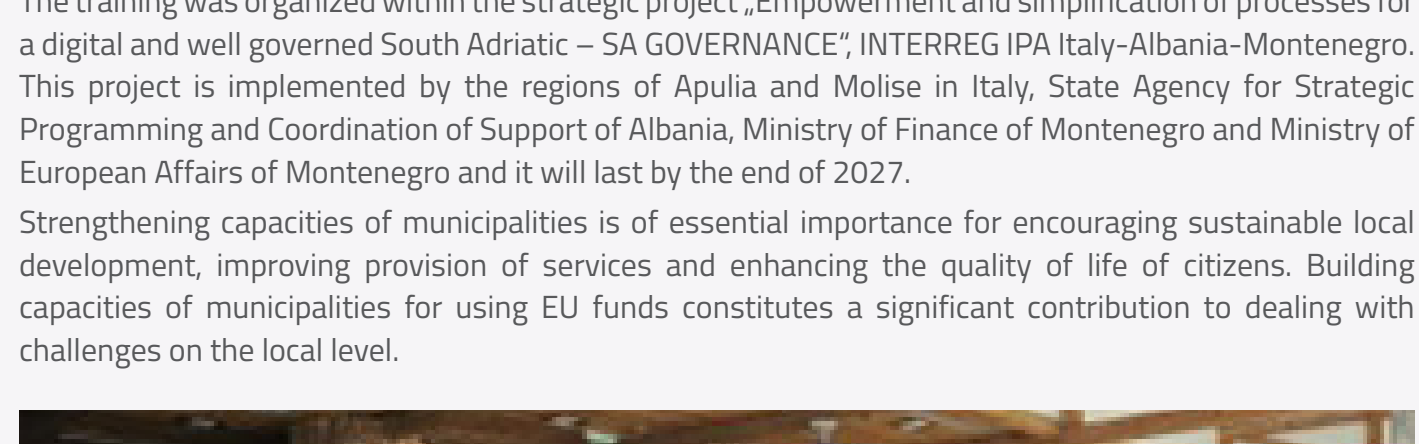 The training was organized within the strategic project „Empowerment and simplification of processes for
a digital and well governed South Adriatic – SA GOVERNANCE“, INTERREG IPA Italy-Albania-Montenegro.
This project is implemented by the regions of Apulia and Molise in Italy, State Agency for Strategic
Programming and Coordination of Support of Albania, Ministry of Finance of Montenegro and Ministry of
European Affairs of Montenegro and it will last by the end of 2027.
Strengthening capacities of municipalities is of essential importance for encouraging sustainable local
development, improving provision of services and enhancing the quality of life of citizens. Building
capacities of municipalities for using EU funds constitutes a significant contribution to dealing with
challenges on the local level.